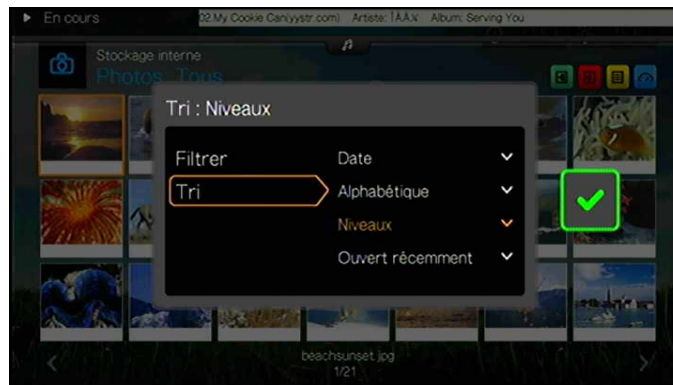 En cours
02.My Cookie Can(yystr.com) Artiste: Album: Serving You
Stockage interne
Photos: Tous
Tri : Niveaux
Filtrer
Date
Tri
Alphabétique
Niveaux
Ouvert récemment
beachsunset.jpg
1/21